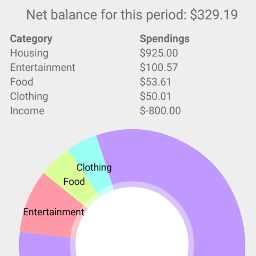 Net balance for this period: $329.19
Category Spendings
Housing $925.00
Entertainment $100.57
Food $53.61
Clothing $50.01
Income $-800.00
Clothing
Food
Entertainment